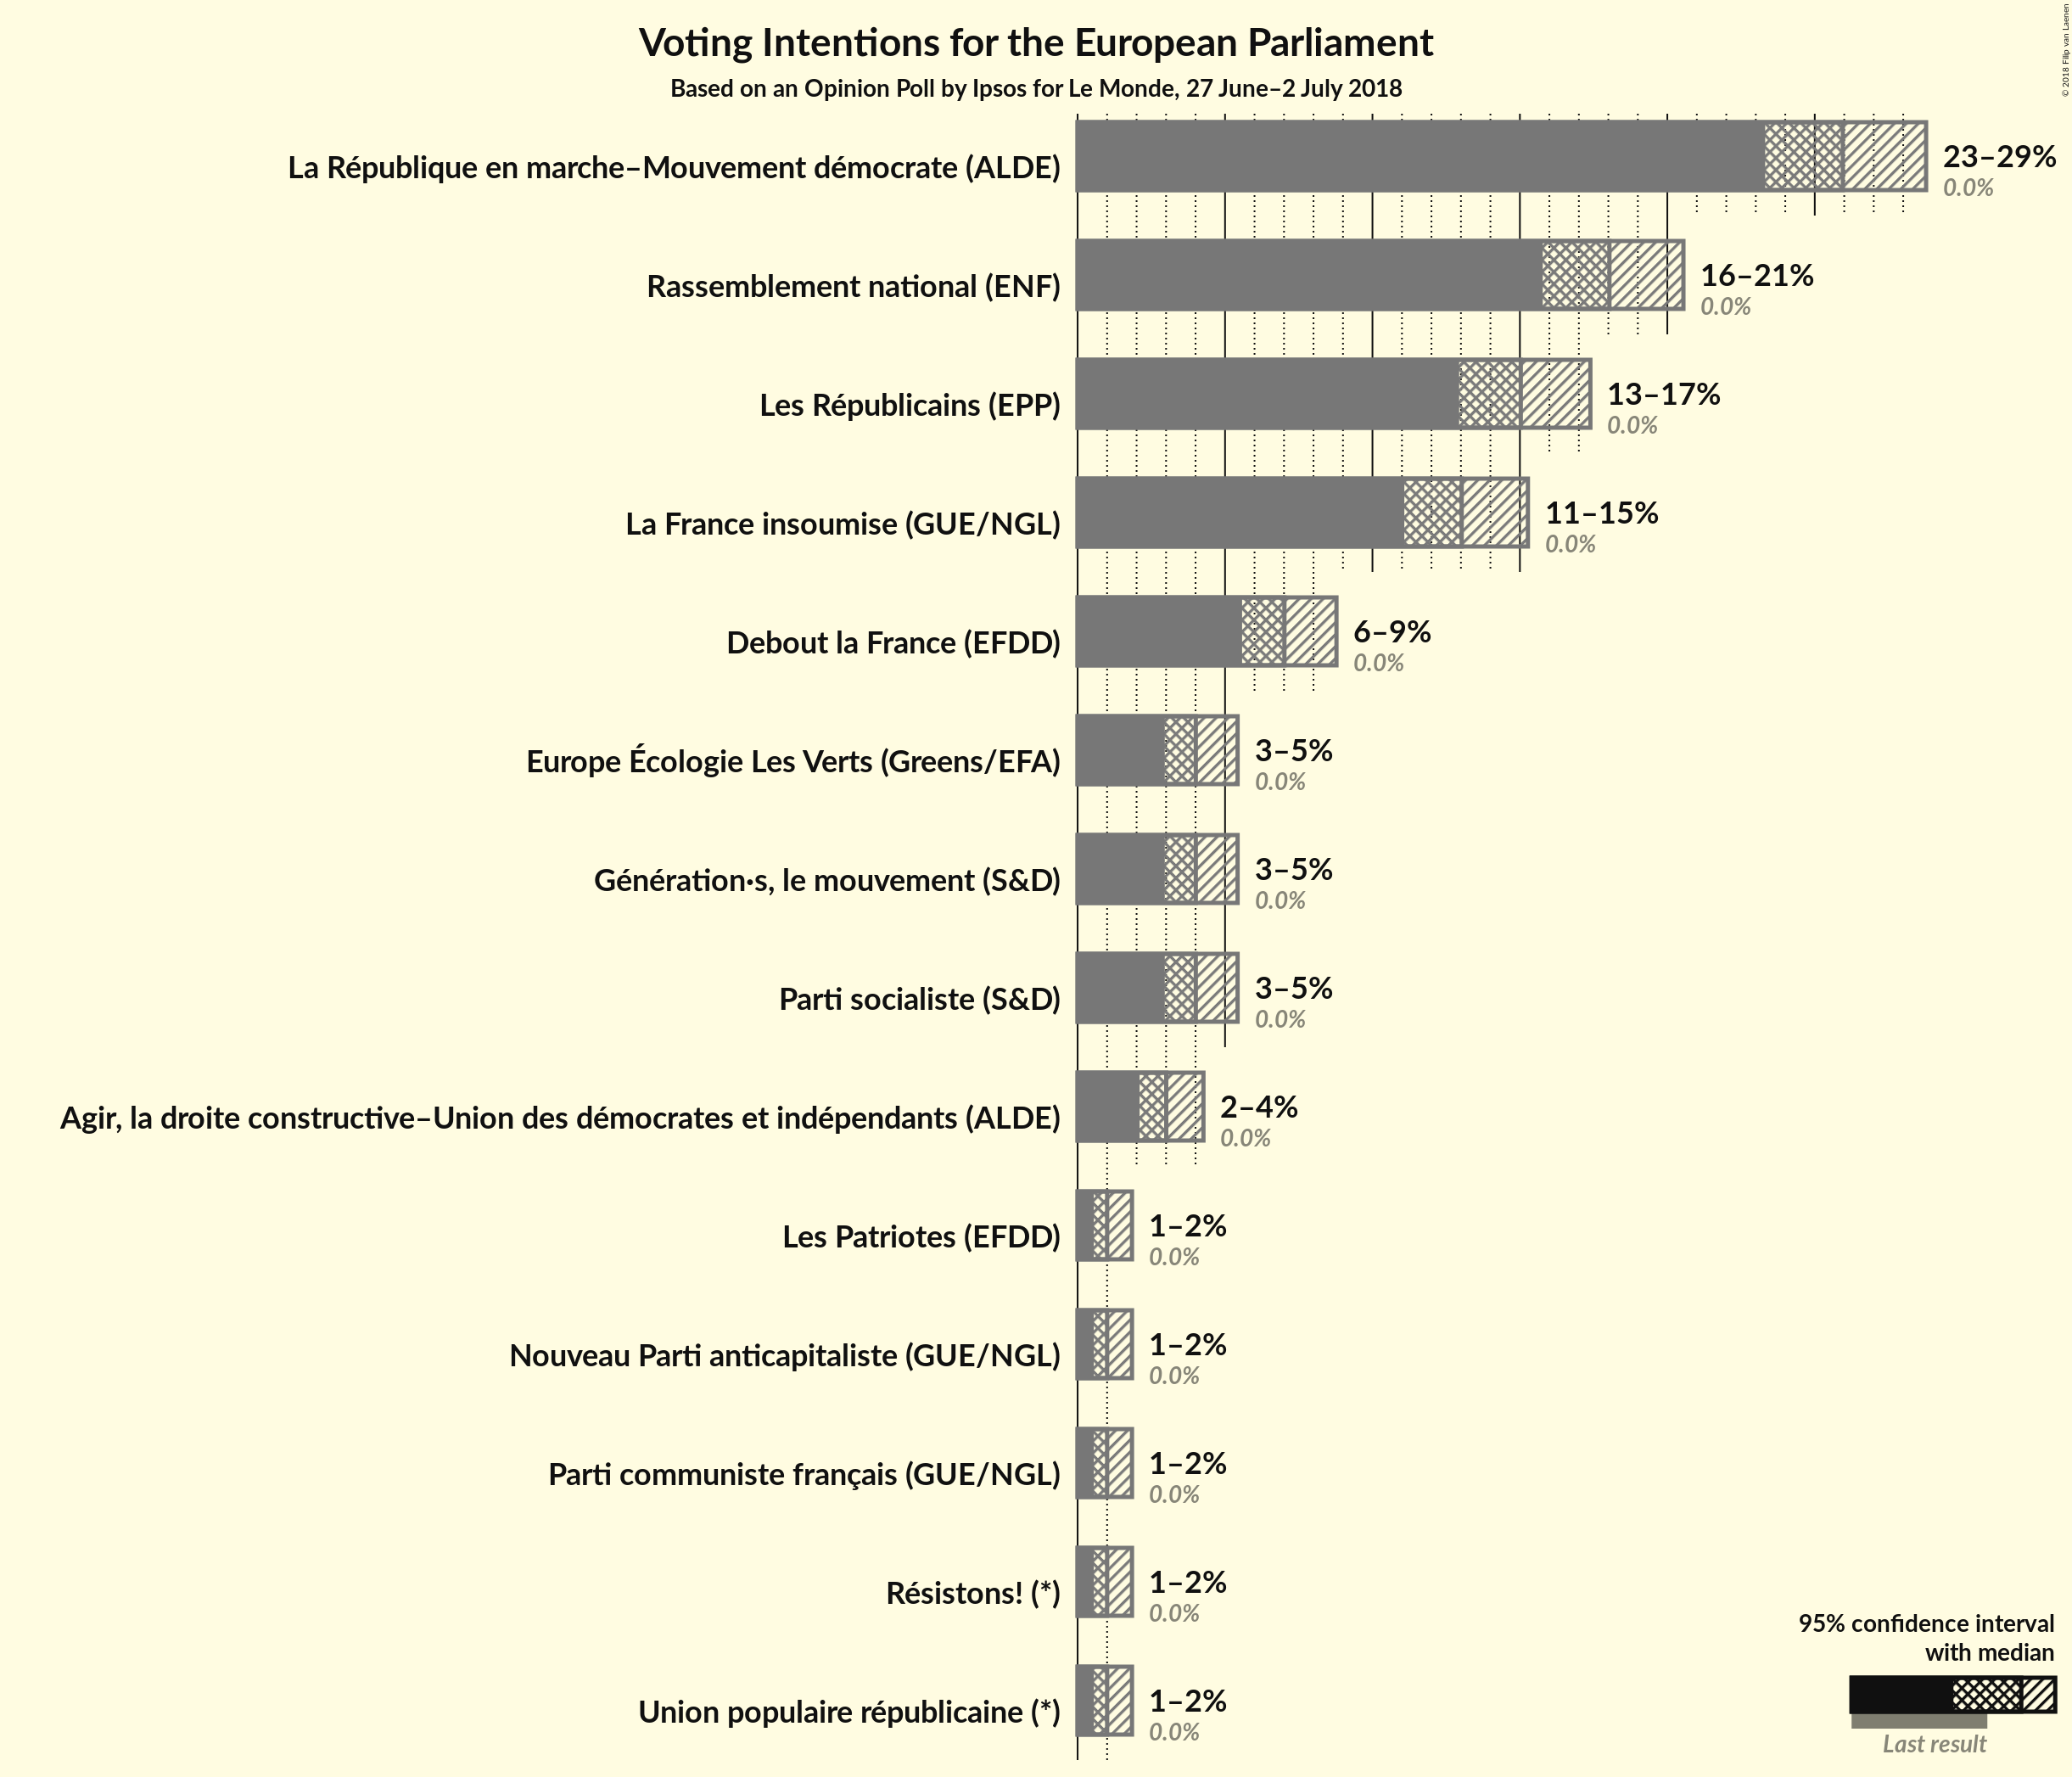 Voting Intentions for the European Parliament
Based on an Opinion Poll by Ipsos for Le Monde, 27 June–2 July 2018
© 2018 Filip van Laenen
La République en marche–Mouvement démocrate (ALDE)
23–29%
0.0%
Rassemblement national (ENF)
16–21%
0.0%
Les Républicains (EPP)
13–17%
0.0%
La France insoumise (GUE/NGL)
11–15%
0.0%
Debout la France (EFDD)
6–9%
0.0%
Europe Écologie Les Verts (Greens/EFA)
3–5%
0.0%
Génération·s, le mouvement (S&D)
3–5%
0.0%
Parti socialiste (S&D)
3–5%
0.0%
Agir, la droite constructive–Union des démocrates et indépendants (ALDE)
2–4%
0.0%
Les Patriotes (EFDD)
1–2%
0.0%
Nouveau Parti anticapitaliste (GUE/NGL)
1–2%
0.0%
Parti communiste français (GUE/NGL)
1–2%
0.0%
Résistons! (*)
1–2%
0.0%
Union populaire républicaine (*)
1–2%
0.0%
95% confidence interval
with median
Last result